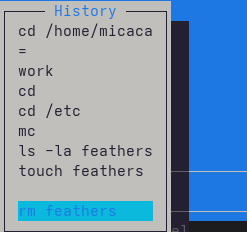 History
cd /home/micaca
=
work
cd
cd /etc
mc
ls -la feathers
touch feathers
rm feathers